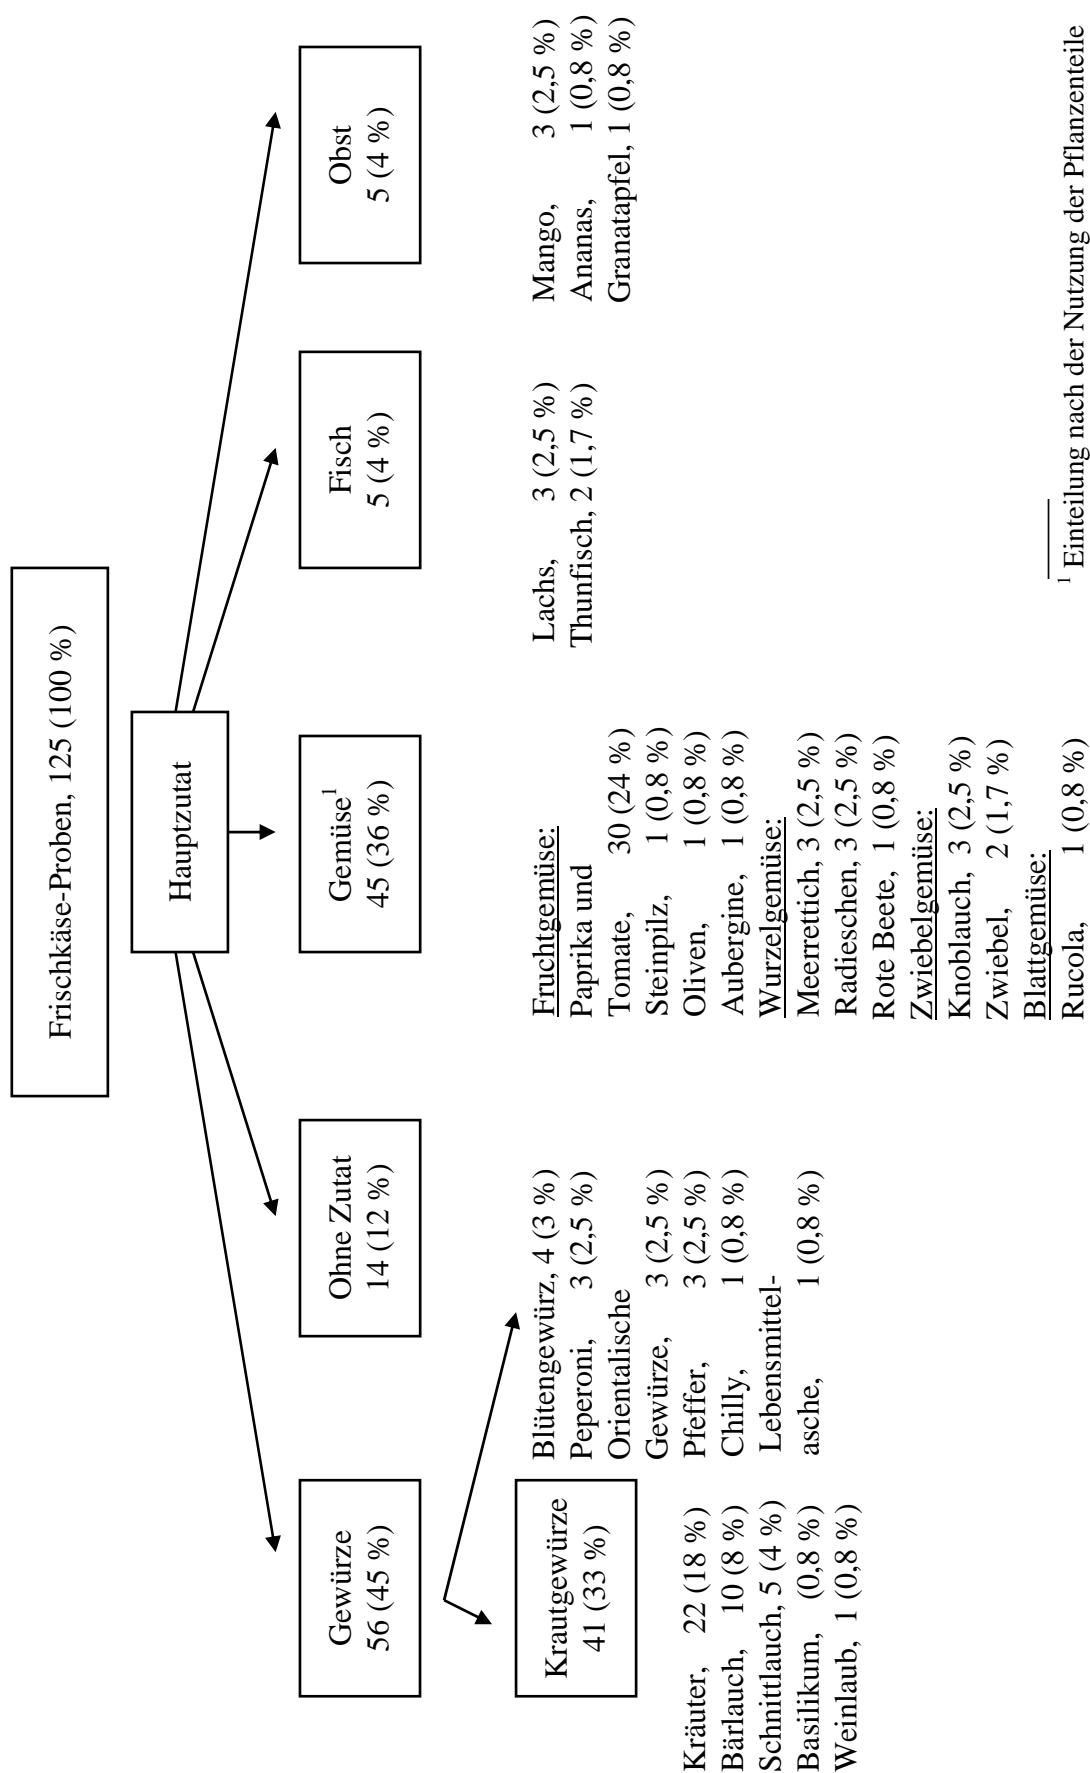 Frischkäse-Proben, 125 (100 %)
Hauptzutat
Gewürze
56 (45 %)
Ohne Zutat
14 (12 %)
Gemüse¹
45 (36 %)
Fisch
5 (4 %)
Obst
5 (4 %)
Krautgewürze
41 (33 %)
Kräuter, 22 (18 %)
Bärlauch, 10 (8 %)
Schnittlauch, 5 (4 %)
Basilikum, (0,8 %)
Weinlaub, 1 (0,8 %)
Blütengewürz, 4 (3 %)
Peperoni, 3 (2,5 %)
Orientalische
Gewürze, 3 (2,5 %)
Pfeffer, 3 (2,5 %)
Chilly, 1 (0,8 %)
Lebensmittel-
asche, 1 (0,8 %)
Fruchtgemüse:
Paprika und
Tomate, 30 (24 %)
Steinpilz, 1 (0,8 %)
Oliven, 1 (0,8 %)
Aubergine, 1 (0,8 %)
Wurzelgemüse:
Meerrettich, 3 (2,5 %)
Radieschen, 3 (2,5 %)
Rote Beete, 1 (0,8 %)
Zwiebelgemüse:
Knoblauch, 3 (2,5 %)
Zwiebel, 2 (1,7 %)
Blattgemüse:
Rucola, 1 (0,8 %)
Lachs, 3 (2,5 %)
Thunfisch, 2 (1,7 %)
Mango, 3 (2,5 %)
Ananas, 1 (0,8 %)
Granatapfel, 1 (0,8 %)
¹ Einteilung nach der Nutzung der Pflanzenteile